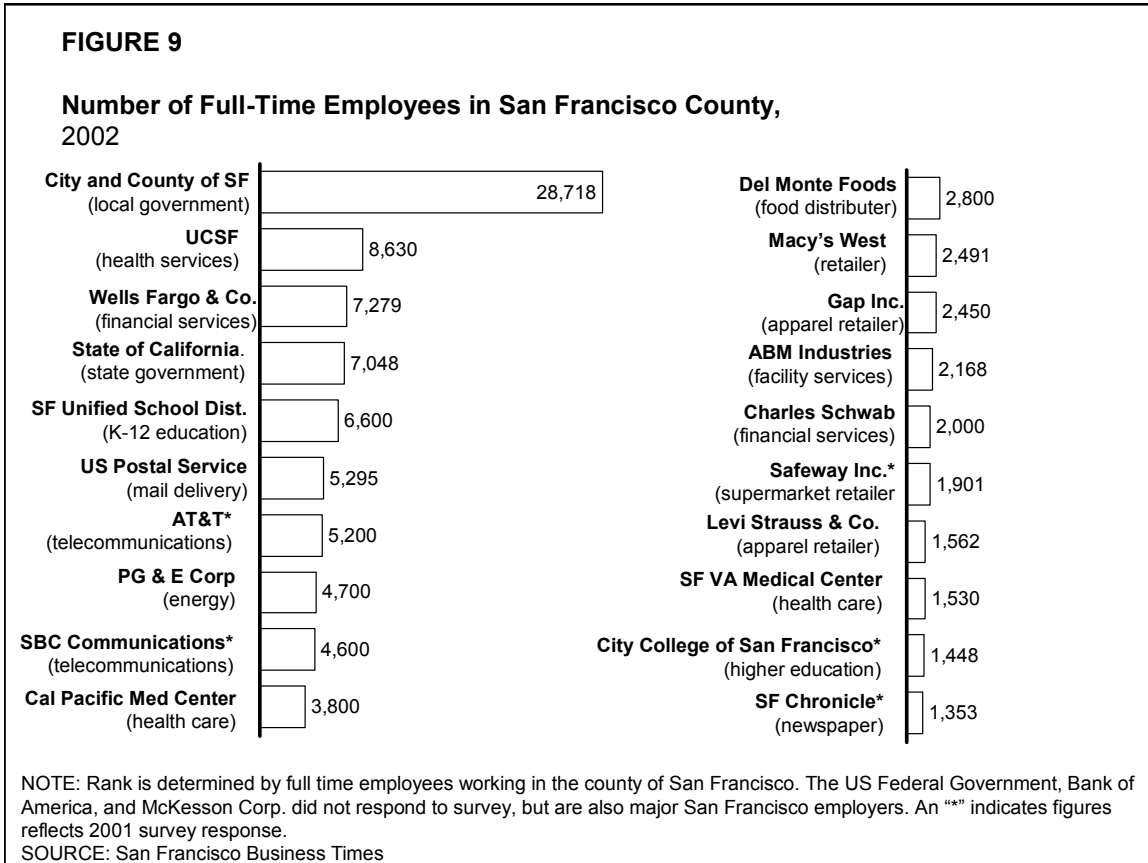 FIGURE 9
Number of Full-Time Employees in San Francisco County,
2002
City and County of SF
(local government)
28,718
UCSF
(health services)
8,630
Wells Fargo & Co.
(financial services)
7,279
State of California.
(state government)
7,048
SF Unified School Dist.
(K-12 education)
6,600
US Postal Service
(mail delivery)
5,295
AT&T*
(telecommunications)
5,200
PG & E Corp
(energy)
4,700
SBC Communications*
(telecommunications)
4,600
Cal Pacific Med Center
(health care)
3,800
Del Monte Foods
(food distributer)
2,800
Macy's West
(retailer)
2,491
Gap Inc.
(apparel retailer)
2,450
ABM Industries
(facility services)
2,168
Charles Schwab
(financial services)
2,000
Safeway Inc.*
(supermarket retailer
1,901
Levi Strauss & Co.
(apparel retailer)
1,562
SF VA Medical Center
(health care)
1,530
City College of San Francisco*
(higher education)
1,448
SF Chronicle*
(newspaper)
1,353
NOTE: Rank is determined by full time employees working in the county of San Francisco. The US Federal Government, Bank of
America, and McKesson Corp. did not respond to survey, but are also major San Francisco employers. An “*” indicates figures
reflects 2001 survey response.
SOURCE: San Francisco Business Times